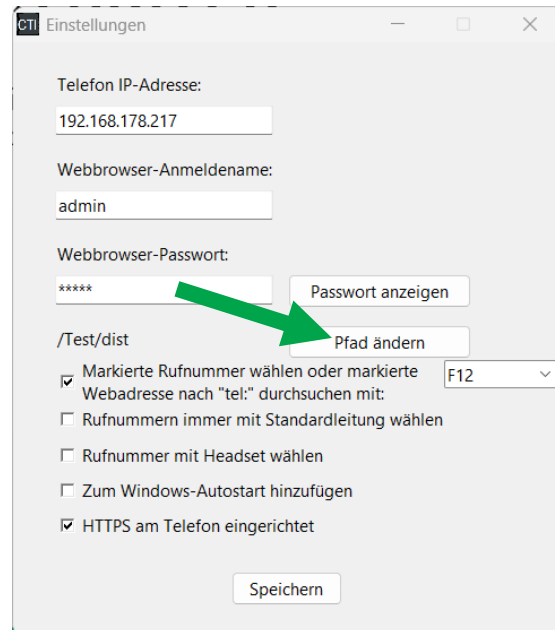 CTI Einstellungen
Telefon IP-Adresse:
192.168.178.217
Webbrowser-Anmeldename:
admin
Webbrowser-Passwort:
***** Passwort anzeigen
/Test/dist Pfad ändern
Markierte Rufnummer wählen oder markierte
Webadresse nach "tel:" durchsuchen mit: F12
Rufnummern immer mit Standardleitung wählen
Rufnummer mit Headset wählen
Zum Windows-Autostart hinzufügen
HTTPS am Telefon eingerichtet
Speichern